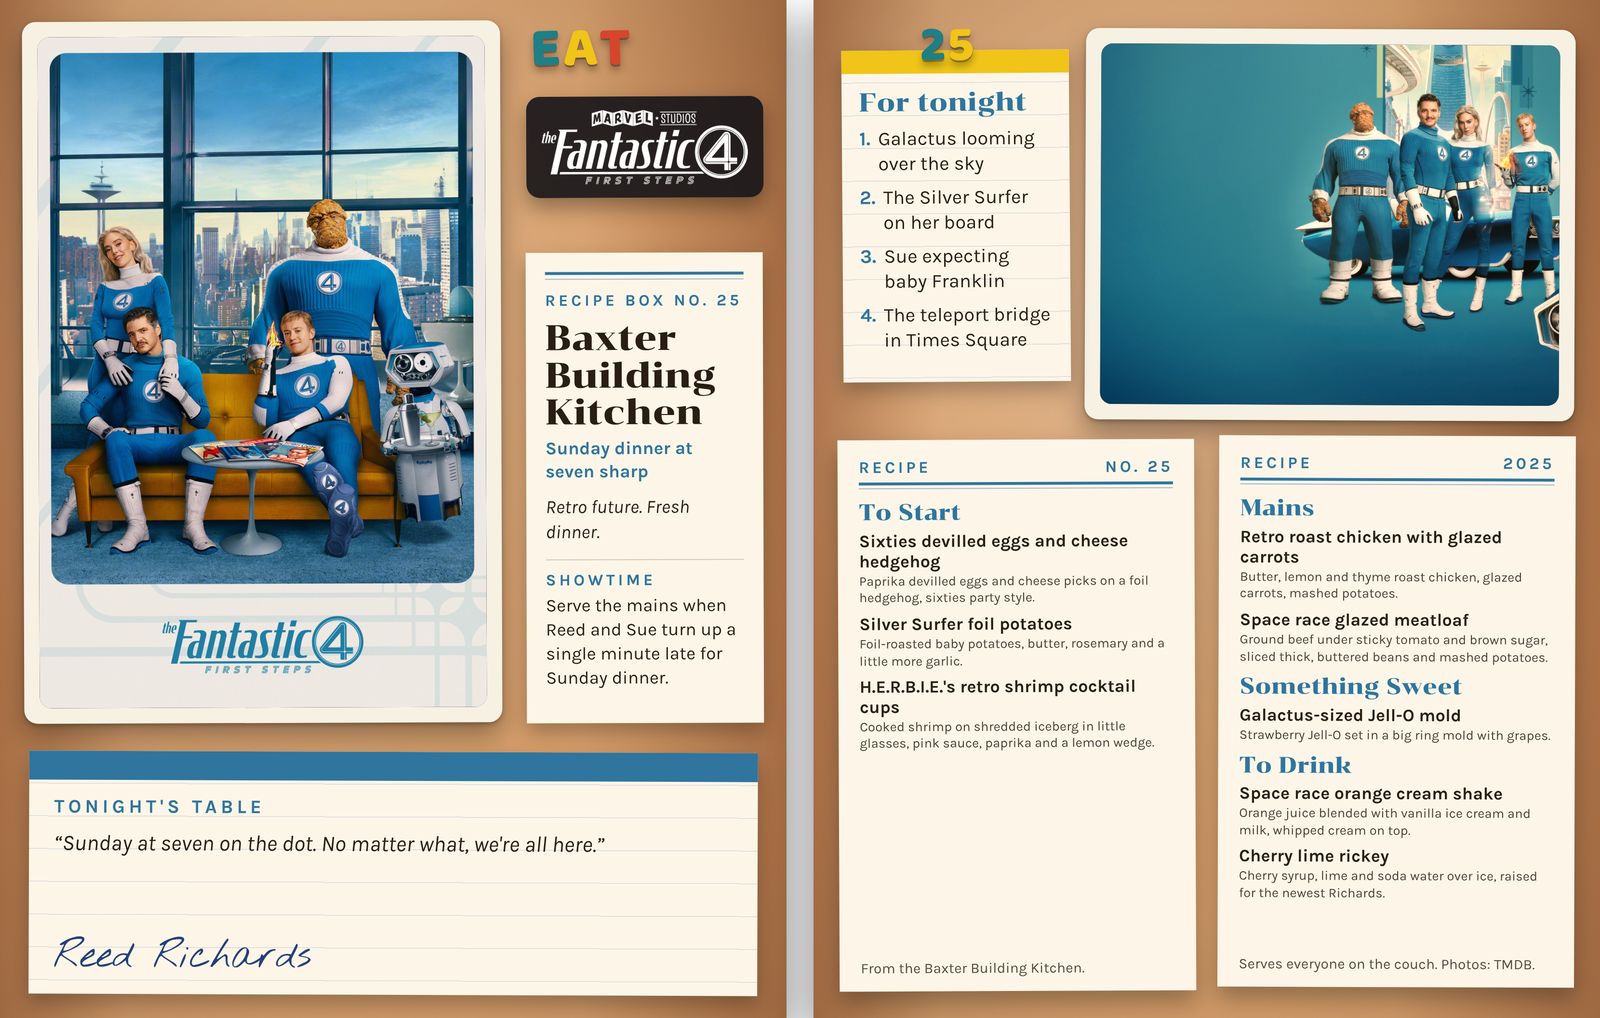 EAT
MARVEL STUDIOS
the Fantastic 4
FIRST STEPS
4
4
4
4
the Fantastic 4
FIRST STEPS
RECIPE BOX NO. 25
Baxter
Building
Kitchen
Sunday dinner at
seven sharp
Retro future. Fresh
dinner.
SHOWTIME
Serve the mains when
Reed and Sue turn up a
single minute late for
Sunday dinner.
TONIGHT'S TABLE
“Sunday at seven on the dot. No matter what, we're all here.”
Reed Richards
25
For tonight
1. Galactus looming
over the sky
2. The Silver Surfer
on her board
3. Sue expecting
baby Franklin
4. The teleport bridge
in Times Square
4
4
4
4
RECIPE NO. 25
To Start
Sixties devilled eggs and cheese
hedgehog
Paprika devilled eggs and cheese picks on a foil
hedgehog, sixties party style.
Silver Surfer foil potatoes
Foil-roasted baby potatoes, butter, rosemary and a
little more garlic.
H.E.R.B.I.E.'s retro shrimp cocktail
cups
Cooked shrimp on shredded iceberg in little
glasses, pink sauce, paprika and a lemon wedge.
From the Baxter Building Kitchen.
RECIPE 2025
Mains
Retro roast chicken with glazed
carrots
Butter, lemon and thyme roast chicken, glazed
carrots, mashed potatoes.
Space race glazed meatloaf
Ground beef under sticky tomato and brown sugar,
sliced thick, buttered beans and mashed potatoes.
Something Sweet
Galactus-sized Jell-O mold
Strawberry Jell-O set in a big ring mold with grapes.
To Drink
Space race orange cream shake
Orange juice blended with vanilla ice cream and
milk, whipped cream on top.
Cherry lime rickey
Cherry syrup, lime and soda water over ice, raised
for the newest Richards.
Serves everyone on the couch. Photos: TMDB.